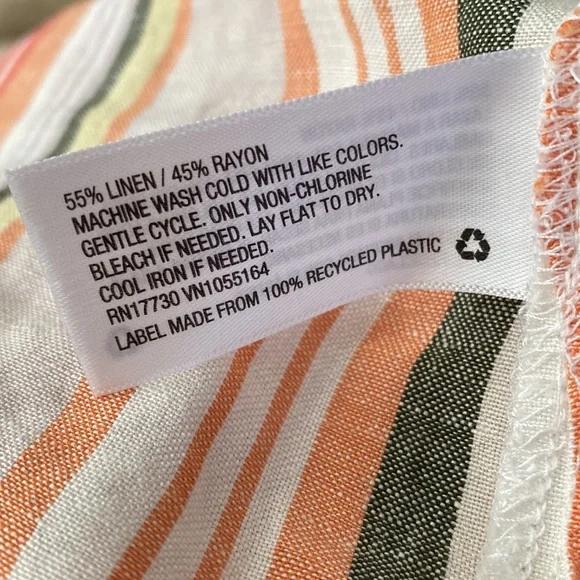 55% LINEN / 45% RAYON
MACHINE WASH COLD WITH LIKE COLORS.
GENTLE CYCLE. ONLY NON-CHLORINE
BLEACH IF NEEDED. LAY FLAT TO DRY.
COOL IRON IF NEEDED.
RN17730 VN1055164
LABEL MADE FROM 100% RECYCLED PLASTIC